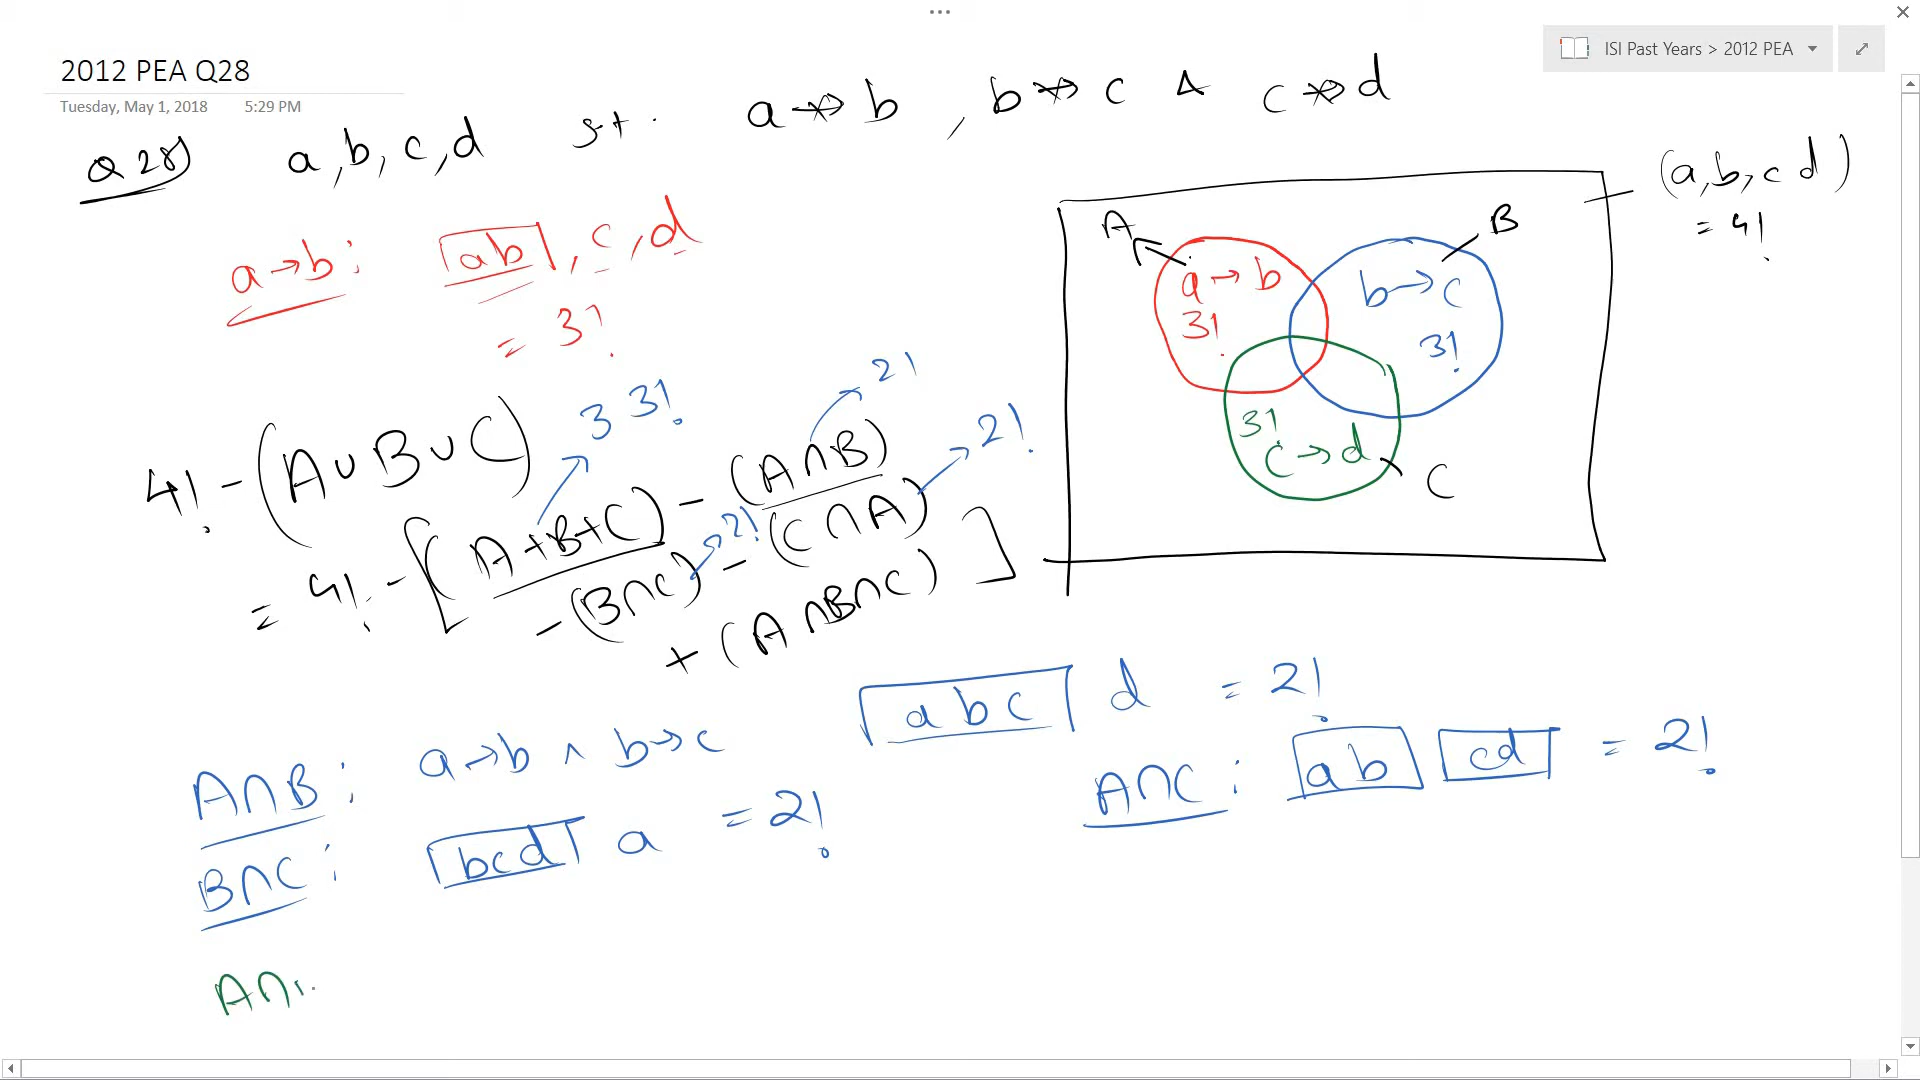 ISI Past Years > 2012 PEA
2012 PEA Q28
Tuesday, May 1, 2018 5:29 PM
Q 28) a, b, c, d st. a ↛ b, b ↛ c & c ↛ d
a → b : ab, c, d
= 3!
(a, b, c d)
= 4!
A
B
a → b
3!
b → c
3!
3!
c → d
C
4! - (A ∪ B ∪ C)
3 3!
2!
2!
= 4! - [(A+B+C) - (A∩B)
2!
- (B∩C) - (C∩A)
+ (A∩B∩C)]
A∩B : a → b ∧ b → c abc d = 2!
B∩C : bcd a = 2!
A∩C : ab cd = 2!
A∩